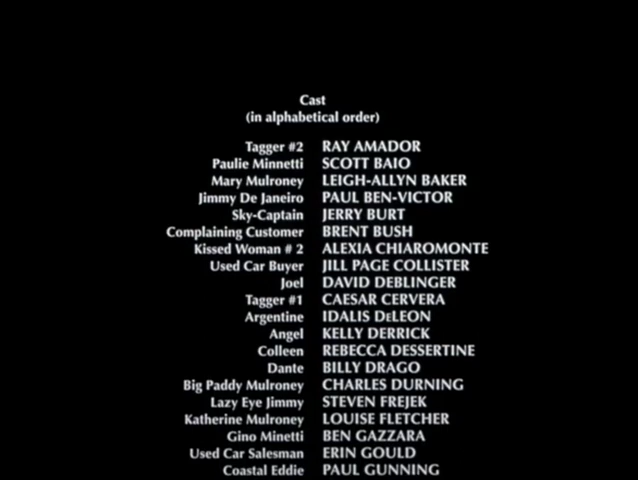 Cast
(in alphabetical order)
Tagger #2 RAY AMADOR
Paulie Minnetti SCOTT BAIO
Mary Mulroney LEIGH-ALLYN BAKER
Jimmy De Janeiro PAUL BEN-VICTOR
Sky-Captain JERRY BURT
Complaining Customer BRENT BUSH
Kissed Woman # 2 ALEXIA CHIAROMONTE
Used Car Buyer JILL PAGE COLLISTER
Joel DAVID DEBLINGER
Tagger #1 CAESAR CERVERA
Argentine IDALIS DeLEON
Angel KELLY DERRICK
Colleen REBECCA DESSERTINE
Dante BILLY DRAGO
Big Paddy Mulroney CHARLES DURNING
Lazy Eye Jimmy STEVEN FREJEK
Katherine Mulroney LOUISE FLETCHER
Gino Minetti BEN GAZZARA
Used Car Salesman ERIN GOULD
Coastal Eddie PAUL GUNNING